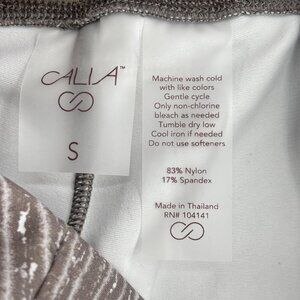 CALIA™
S
Machine wash cold
with like colors
Gentle cycle
Only non-chlorine
bleach as needed
Tumble dry low
Cool iron if needed
Do not use softeners
83% Nylon
17% Spandex
Made in Thailand
RN# 104141